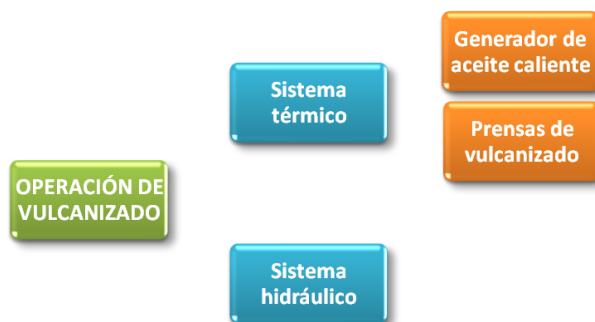 OPERACIÓN DE
VULCANIZADO
Sistema
térmico
Generador de
aceite caliente
Prensas de
vulcanizado
Sistema
hidráulico